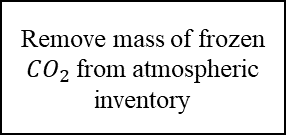 Remove mass of frozen
CO₂ from atmospheric
inventory